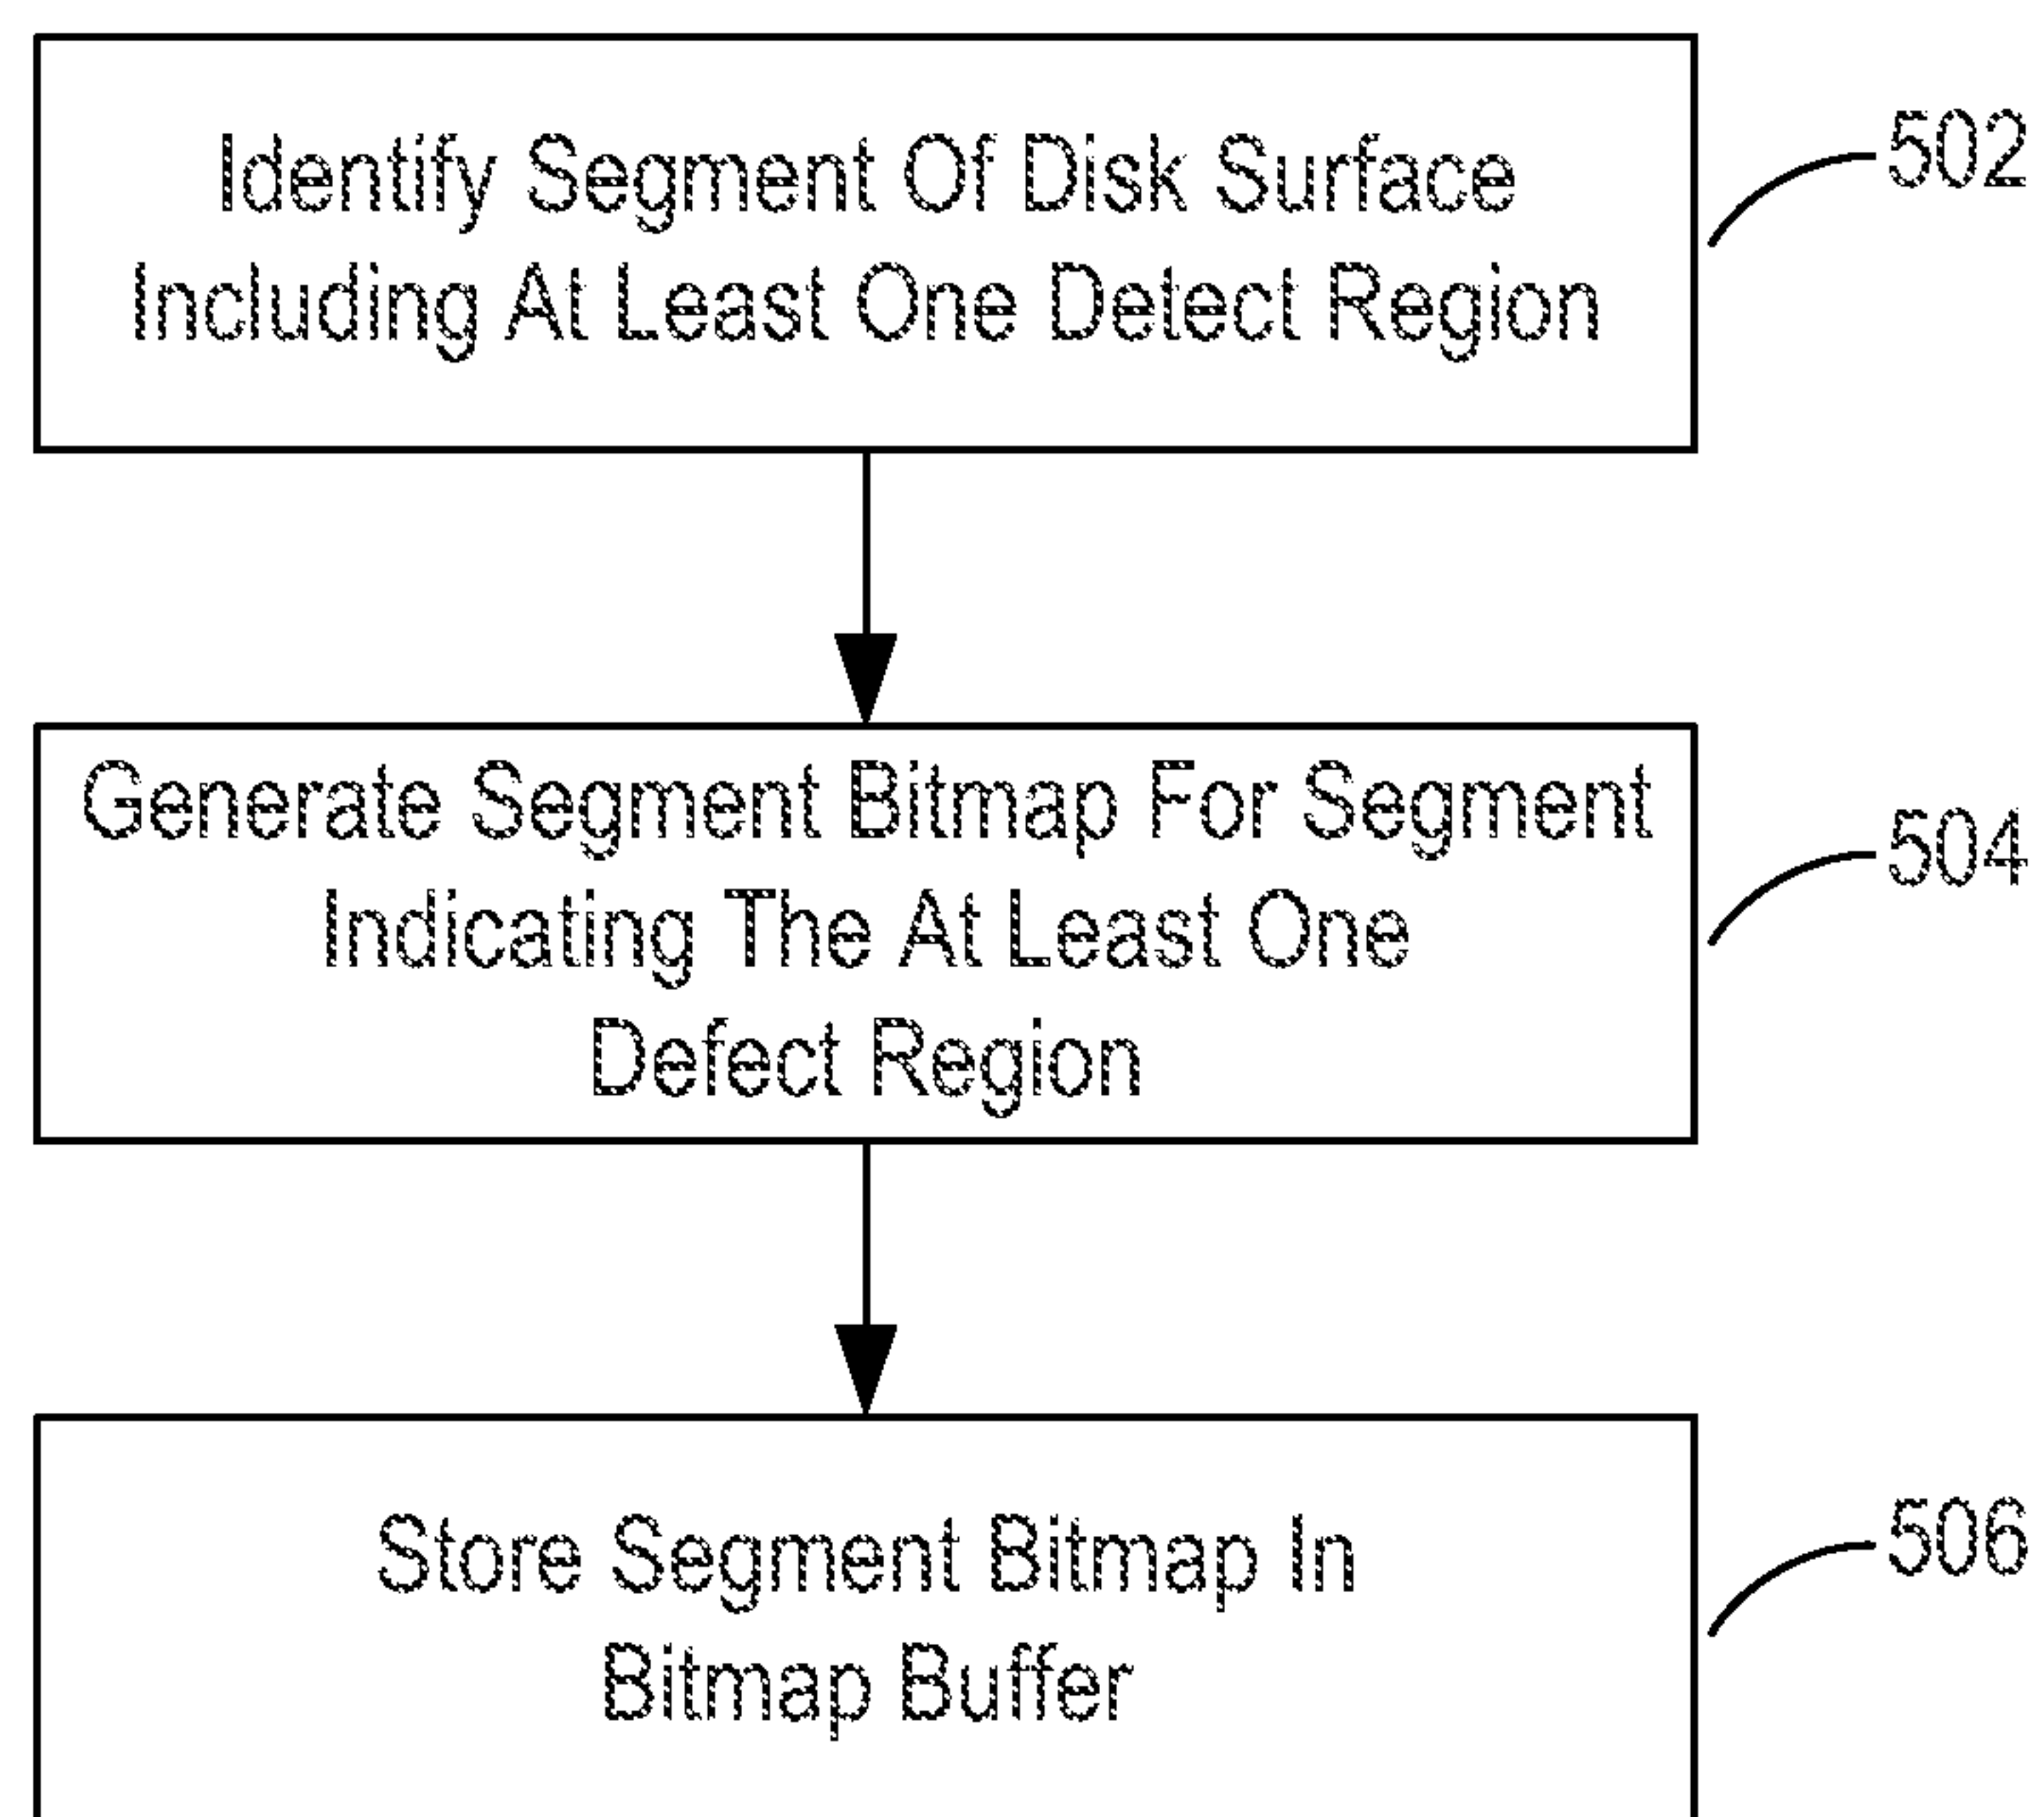 Identify Segment Of Disk Surface
502
Including At Least One Detect Region
Generate Segment Bitmap For Segment
504
Indicating The At Least One
Defect Region
Store Segment Bitmap In
506
Bitmap Buffer